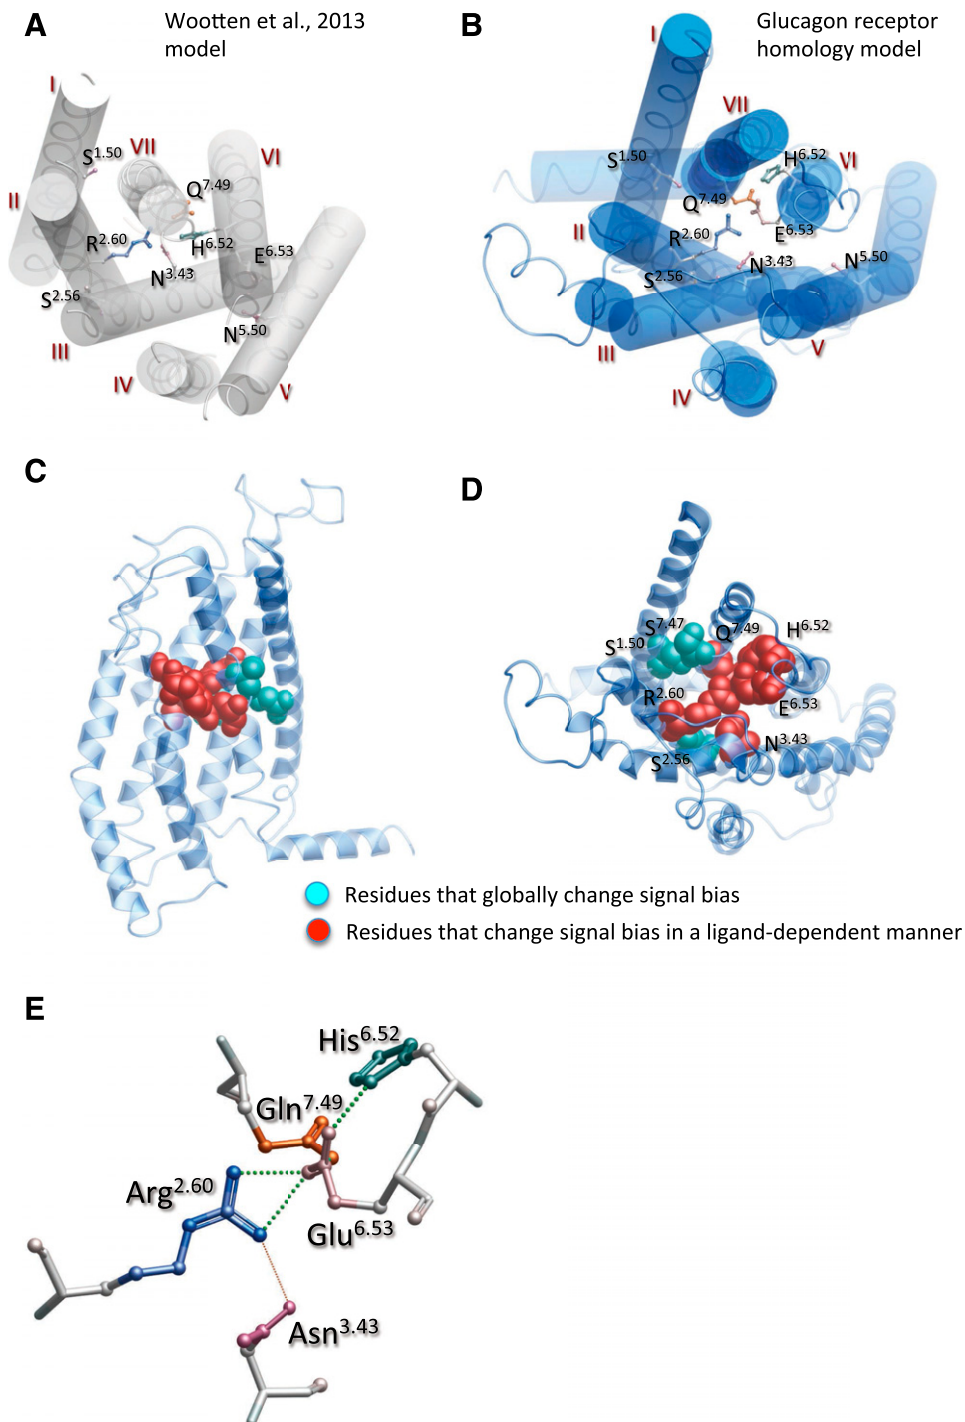 A
Wootten et al., 2013
model
I
S1.50
VII
VI
II
Q7.49
R2.60
H6.52
E6.53
N3.43
S2.56
N5.50
III
IV
V
B
Glucagon receptor
homology model
I
VII
H6.52
VI
S1.50
Q7.49
II
R2.60
E6.53
S2.56
N3.43
N5.50
III
V
IV
C
D
S7.47
Q7.49
H6.52
S1.50
R2.60
E6.53
N3.43
S2.56
Residues that globally change signal bias
Residues that change signal bias in a ligand-dependent manner
E
His6.52
Gln7.49
Arg2.60
Glu6.53
Asn3.43